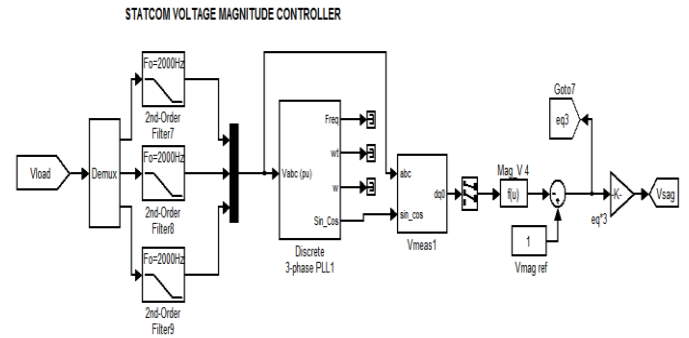 STATCOM VOLTAGE MAGNITUDE CONTROLLER
Fo=2000Hz
2nd-Order
Filter7
Vload
Demux
Fo=2000Hz
2nd-Order
Filter8
Fo=2000Hz
2nd-Order
Filter9
Vabc (pu)
Freq
wt
w
Sin_Cos
Discrete
3-phase PLL1
abc
dq0
sin_cos
Vmeas1
Mag_V 4
f(u)
1
Vmag ref
Goto7
eq3
-K-
eq*3
Vsag